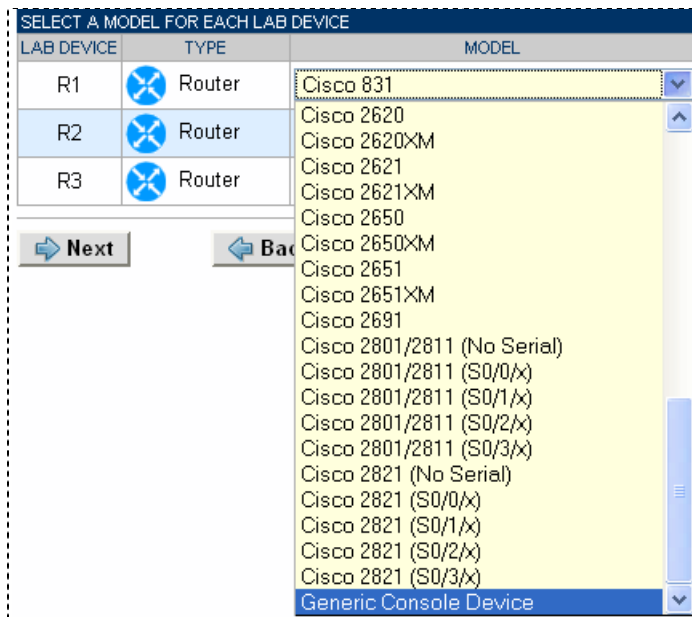 SELECT A MODEL FOR EACH LAB DEVICE
LAB DEVICE TYPE MODEL
R1 Router Cisco 831
R2 Router
R3 Router
Next Bac
Cisco 2620
Cisco 2620XM
Cisco 2621
Cisco 2621XM
Cisco 2650
Cisco 2650XM
Cisco 2651
Cisco 2651XM
Cisco 2691
Cisco 2801/2811 (No Serial)
Cisco 2801/2811 (S0/0/x)
Cisco 2801/2811 (S0/1/x)
Cisco 2801/2811 (S0/2/x)
Cisco 2801/2811 (S0/3/x)
Cisco 2821 (No Serial)
Cisco 2821 (S0/0/x)
Cisco 2821 (S0/1/x)
Cisco 2821 (S0/2/x)
Cisco 2821 (S0/3/x)
Generic Console Device